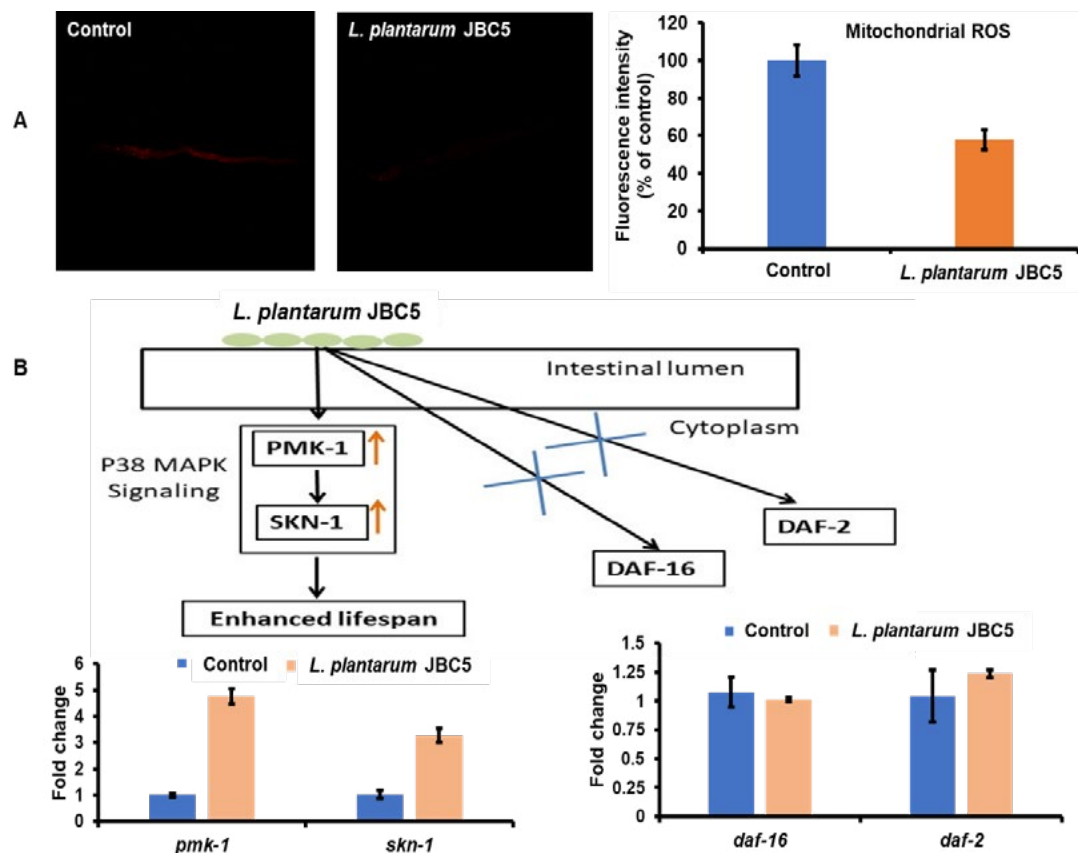 A
Control
L. plantarum JBC5
Mitochondrial ROS
Fluorescence intensity
(% of control)
120
100
80
60
40
20
0
Control
L. plantarum JBC5
B
L. plantarum JBC5
Intestinal lumen
Cytoplasm
P38 MAPK
Signaling
PMK-1
SKN-1
DAF-2
DAF-16
Enhanced lifespan
Control
L. plantarum JBC5
Fold change
6
5
4
3
2
1
0
pmk-1
skn-1
Control
L. plantarum JBC5
Fold change
1.5
1.25
1
0.75
0.5
0.25
0
daf-16
daf-2